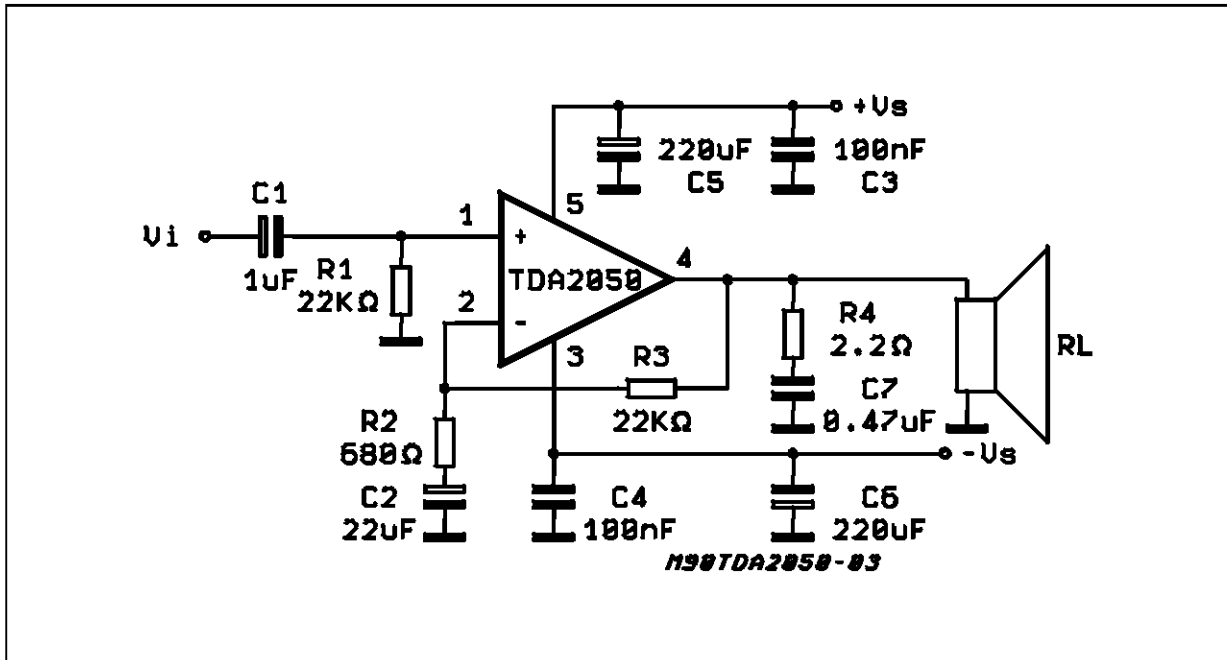 +Vs
220uF
C5
100nF
C3
C1
Vi
1uF
R1
22KΩ
1
+
5
TDA2050
4
2
-
3
R3
22KΩ
R4
2.2Ω
RL
C7
0.47uF
R2
680Ω
-Vs
C2
22uF
C4
100nF
C6
220uF
M90TDA2050-03